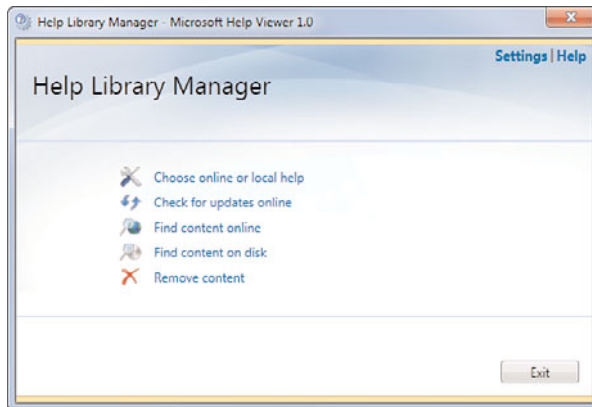 Help Library Manager - Microsoft Help Viewer 1.0
Settings | Help
Help Library Manager
Choose online or local help
Check for updates online
Find content online
Find content on disk
Remove content
Exit